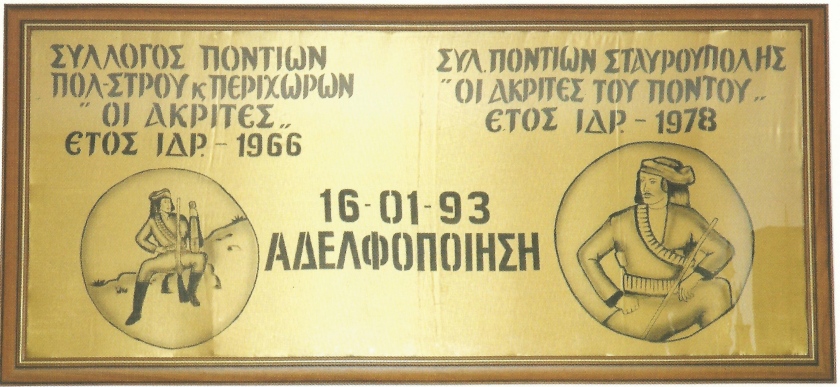 ΣΥΛΛΟΓΟΣ ΠΟΝΤΙΩΝ
ΠΟΛ-ΣΤΡΟΥ κ ΠΕΡΙΧΩΡΩΝ
"ΟΙ ΑΚΡΙΤΕΣ„
ΕΤΟΣ ΙΔΡ. - 1966
ΣΥΛ. ΠΟΝΤΙΩΝ ΣΤΑΥΡΟΥΠΟΛΗΣ
"ΟΙ ΑΚΡΙΤΕΣ ΤΟΥ ΠΟΝΤΟΥ„
ΕΤΟΣ ΙΔΡ. - 1978
16-01-93
ΑΔΕΛΦΟΠΟΙΗΣΗ